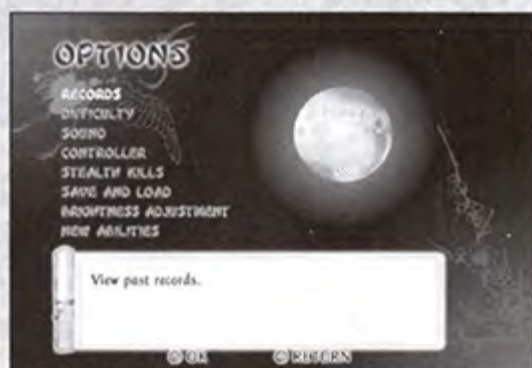 OPTIONS
RECORDS
DIFFICULTY
SOUND
CONTROLLER
STEALTH KILLS
SAVE AND LOAD
BRIGHTNESS ADJUSTMENT
NEW ABILITIES
View past records.
OK RETURN